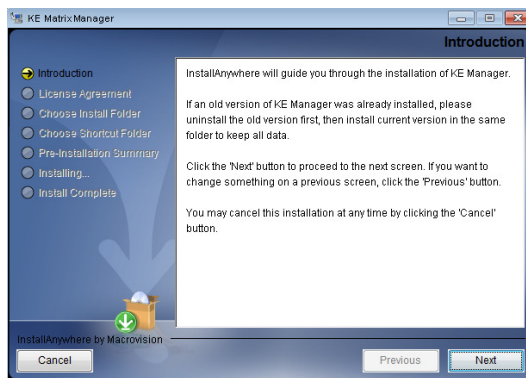 KE MatrixManager
Introduction
Introduction
License Agreement
Choose Install Folder
Choose Shortcut Folder
Pre-Installation Summary
Installing...
Install Complete
InstallAnywhere will guide you through the installation of KE Manager.
If an old version of KE Manager was already installed, please
uninstall the old version first, then install current version in the same
folder to keep all data.
Click the 'Next' button to proceed to the next screen. If you want to
change something on a previous screen, click the 'Previous' button.
You may cancel this installation at any time by clicking the 'Cancel'
button.
InstallAnywhere by Macrovision
Cancel
Previous
Next